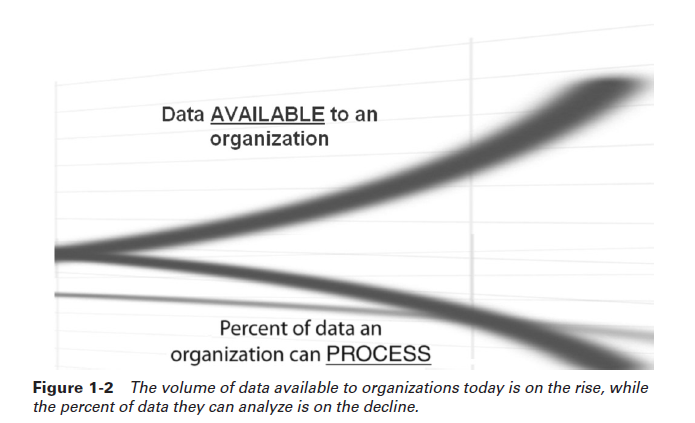 Data AVAILABLE to an
organization
Percent of data an
organization can PROCESS
Figure 1-2 The volume of data available to organizations today is on the rise, while
the percent of data they can analyze is on the decline.